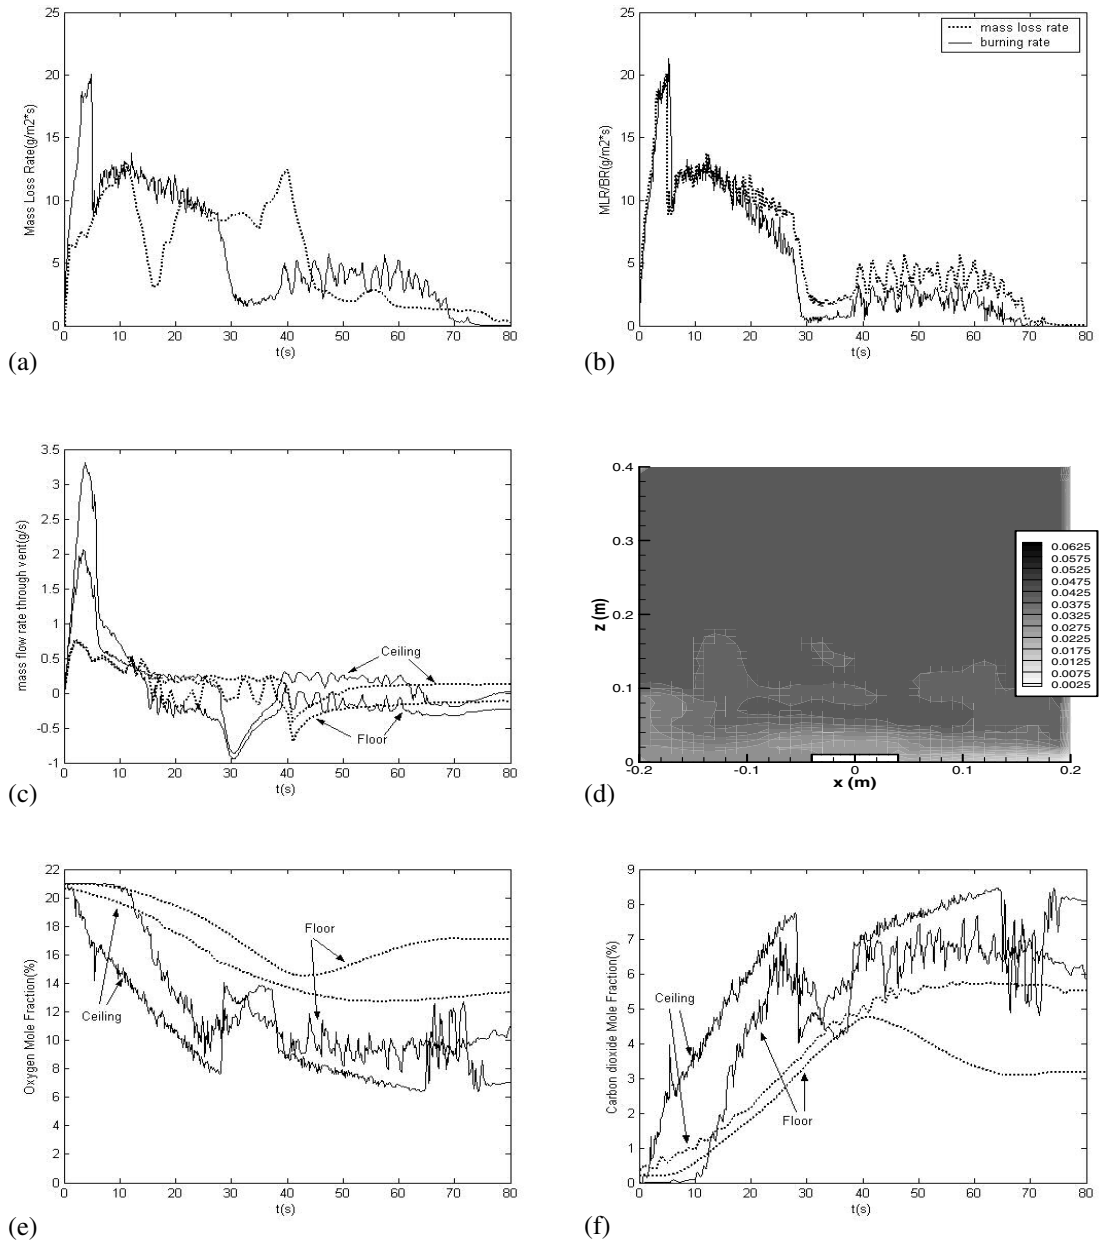 25
20
15
10
5
0
0 10 20 30 40 50 60 70 80
Mass Loss Rate(g/m2*s)
t(s)
(a)
25
20
15
10
5
0
0 10 20 30 40 50 60 70 80
MLR/BR(g/m2*s)
t(s)
mass loss rate
burning rate
(b)
3.5
3
2.5
2
1.5
1
0.5
0
-0.5
-1
0 10 20 30 40 50 60 70 80
mass flow rate through vent(g/s)
t(s)
Ceiling
Floor
(c)
0.4
0.3
0.2
0.1
0
-0.2 -0.1 0 0.1 0.2
z (m)
x (m)
0.0625
0.0575
0.0525
0.0475
0.0425
0.0375
0.0325
0.0275
0.0225
0.0175
0.0125
0.0075
0.0025
(d)
22
20
18
16
14
12
10
8
6
4
2
0
0 10 20 30 40 50 60 70 80
Oxygen Mole Fraction(%)
t(s)
Floor
Ceiling
(e)
9
8
7
6
5
4
3
2
1
0
0 10 20 30 40 50 60 70 80
Carbon dioxide Mole Fraction(%)
t(s)
Ceiling
Floor
(f)